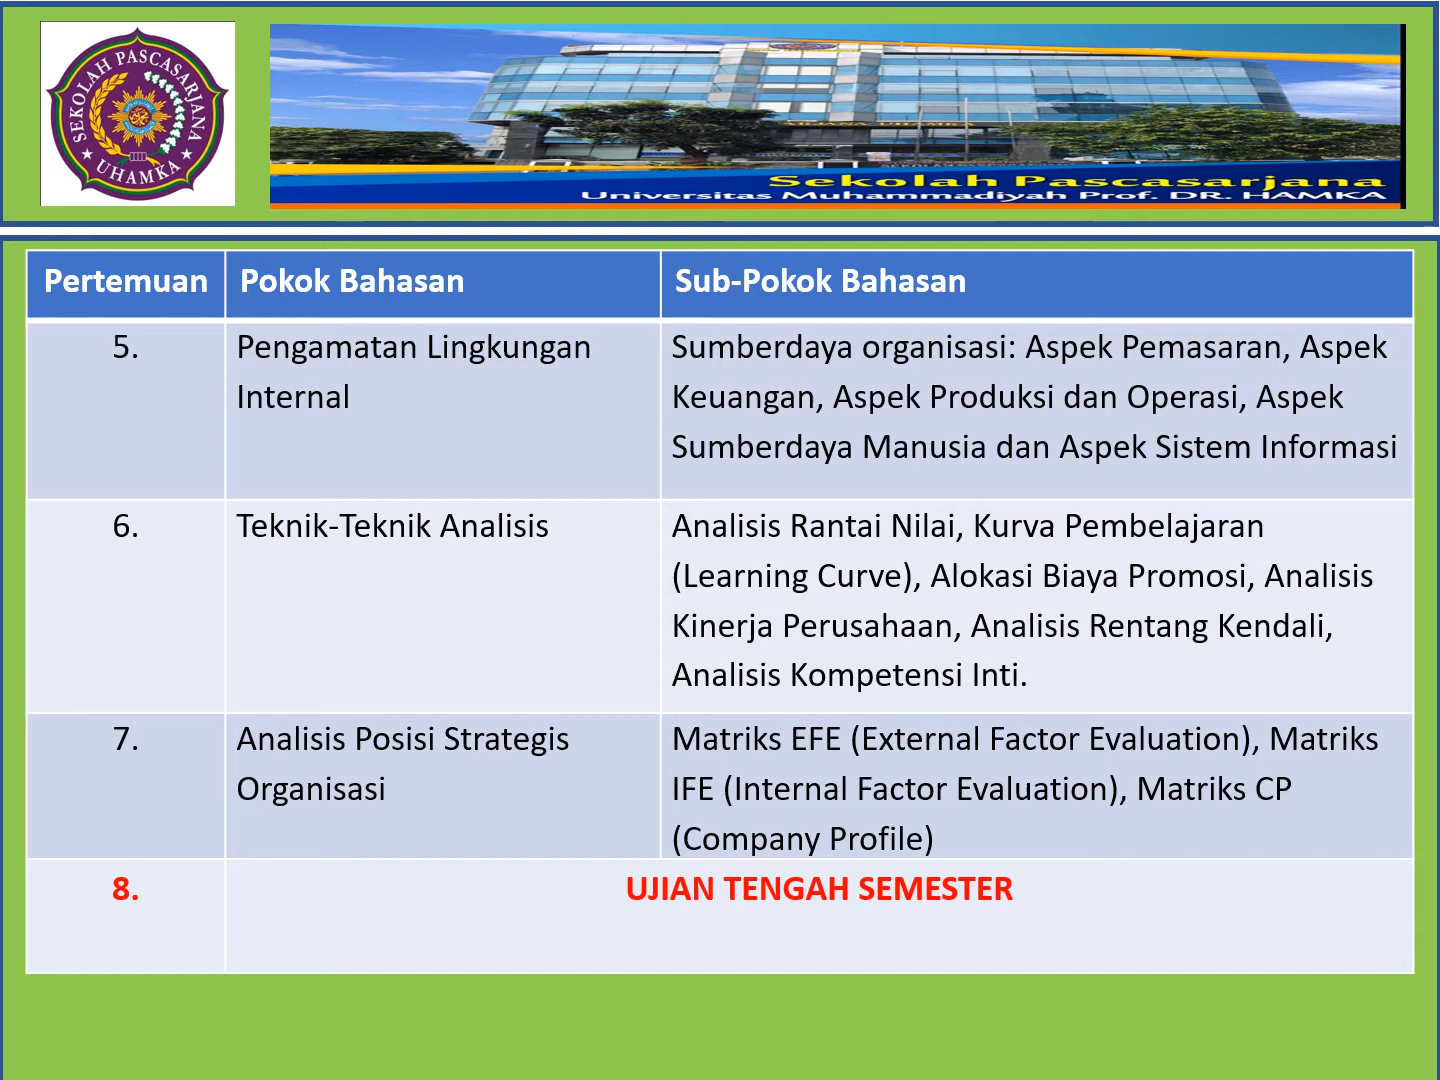 SEKOLAH PASCASARJANA
UHAMKA
Sekolah Pascasarjana
Universitas Muhammadiyah Prof. DR. HAMKA
Pertemuan Pokok Bahasan Sub-Pokok Bahasan
5. Pengamatan Lingkungan Sumberdaya organisasi: Aspek Pemasaran, Aspek
Internal Keuangan, Aspek Produksi dan Operasi, Aspek
Sumberdaya Manusia dan Aspek Sistem Informasi
6. Teknik-Teknik Analisis Analisis Rantai Nilai, Kurva Pembelajaran
(Learning Curve), Alokasi Biaya Promosi, Analisis
Kinerja Perusahaan, Analisis Rentang Kendali,
Analisis Kompetensi Inti.
7. Analisis Posisi Strategis Matriks EFE (External Factor Evaluation), Matriks
Organisasi IFE (Internal Factor Evaluation), Matriks CP
(Company Profile)
8. UJIAN TENGAH SEMESTER